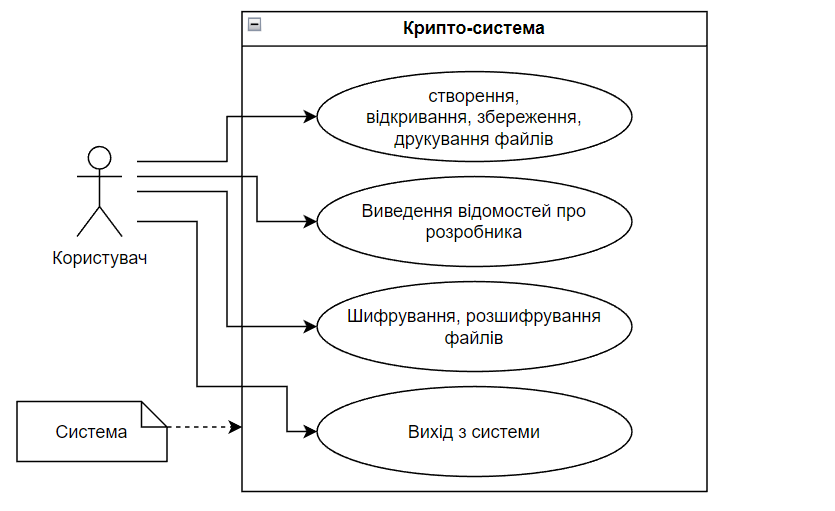 Крипто-система
створення,
відкривання, збереження,
друкування файлів
Виведення відомостей про
розробника
Користувач
Шифрування, розшифрування
файлів
Система
Вихід з системи